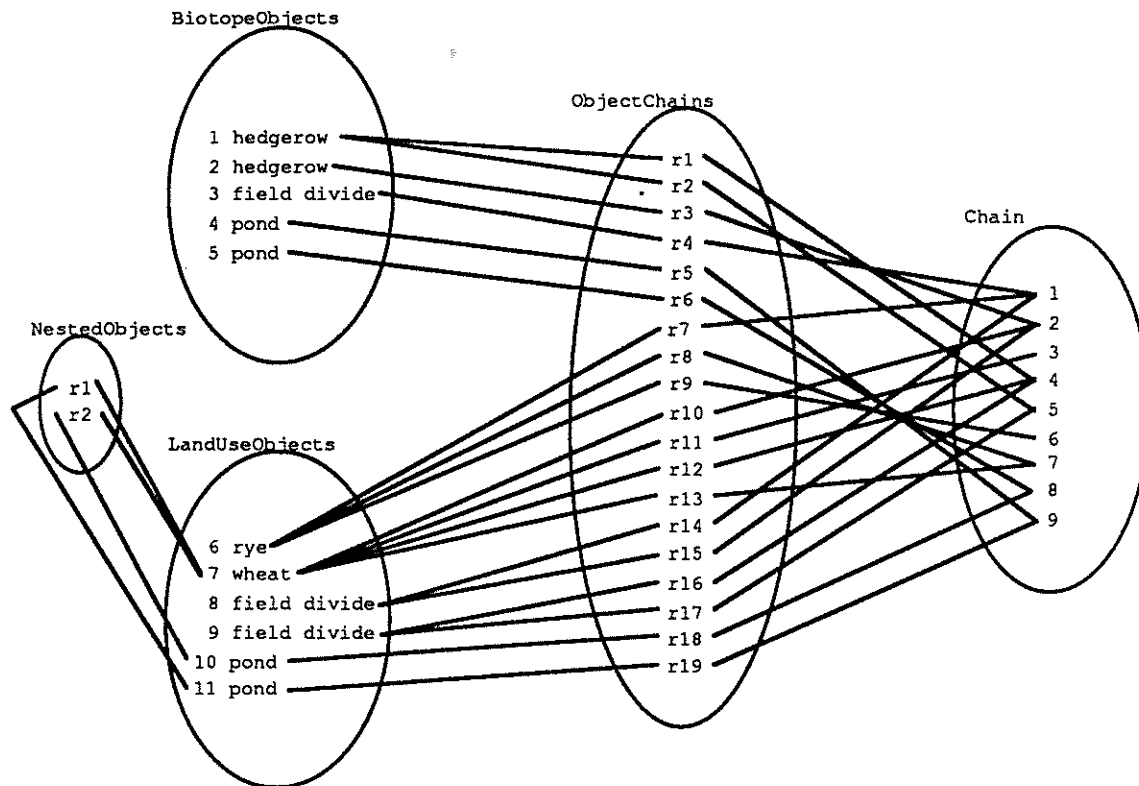 BiotopeObjects
1 hedgerow
2 hedgerow
3 field divide
4 pond
5 pond
NestedObjects
r1
r2
LandUseObjects
6 rye
7 wheat
8 field divide
9 field divide
10 pond
11 pond
ObjectChains
r1
r2
r3
r4
r5
r6
r7
r8
r9
r10
r11
r12
r13
r14
r15
r16
r17
r18
r19
Chain
1
2
3
4
5
6
7
8
9